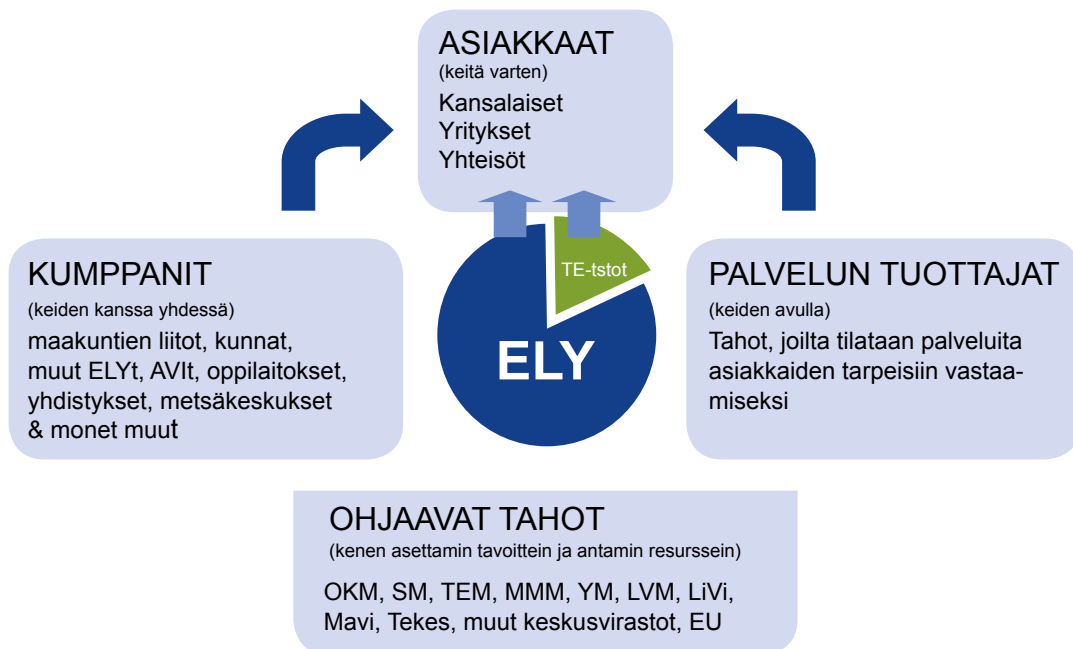 ASIAKKAAT
(keitä varten)
Kansalaiset
Yritykset
Yhteisöt
KUMPPANIT
(keiden kanssa yhdessä)
maakuntien liitot, kunnat,
muut ELYt, AVIt, oppilaitokset,
yhdistykset, metsäkeskukset
& monet muut
TE-tstot
ELY
PALVELUN TUOTTAJAT
(keiden avulla)
Tahot, joilta tilataan palveluita
asiakkaiden tarpeisiin vastaa-
miseksi
OHJAAVAT TAHOT
(kenen asettamin tavoittein ja antamin resurssein)
OKM, SM, TEM, MMM, YM, LVM, LiVi,
Mavi, Tekes, muut keskusvirastot, EU